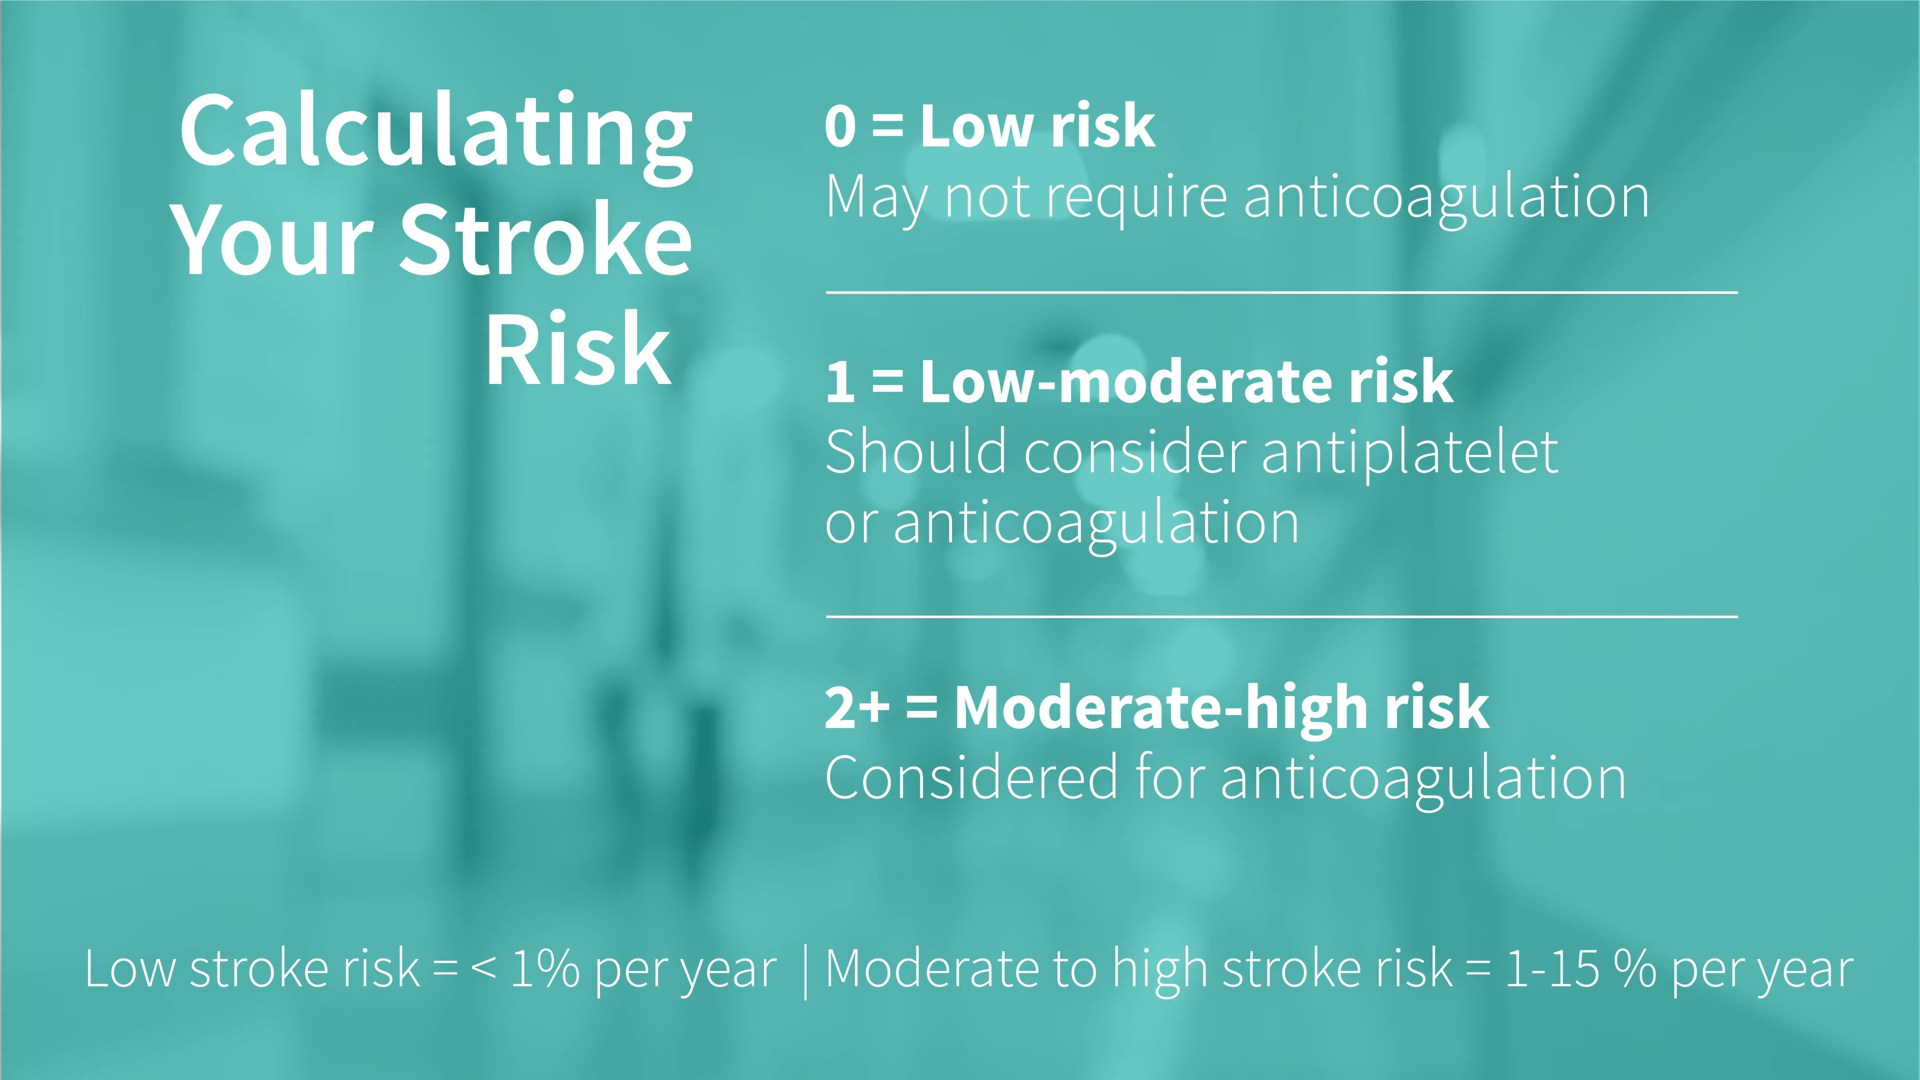 Calculating
Your Stroke
Risk
0 = Low risk
May not require anticoagulation
1 = Low-moderate risk
Should consider antiplatelet
or anticoagulation
2+ = Moderate-high risk
Considered for anticoagulation
Low stroke risk = < 1% per year | Moderate to high stroke risk = 1-15 % per year